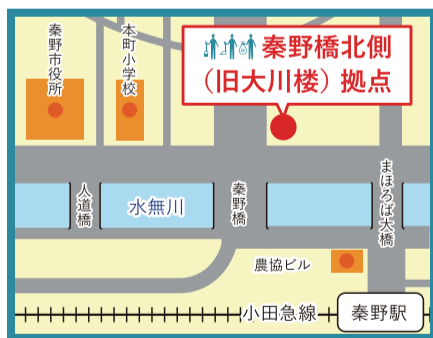 秦野市役所
本町小学校
秦野橋北側
（旧大川楼）拠点
人道橋
水無川
秦野橋
まほろば大橋
農協ビル
小田急線
秦野駅